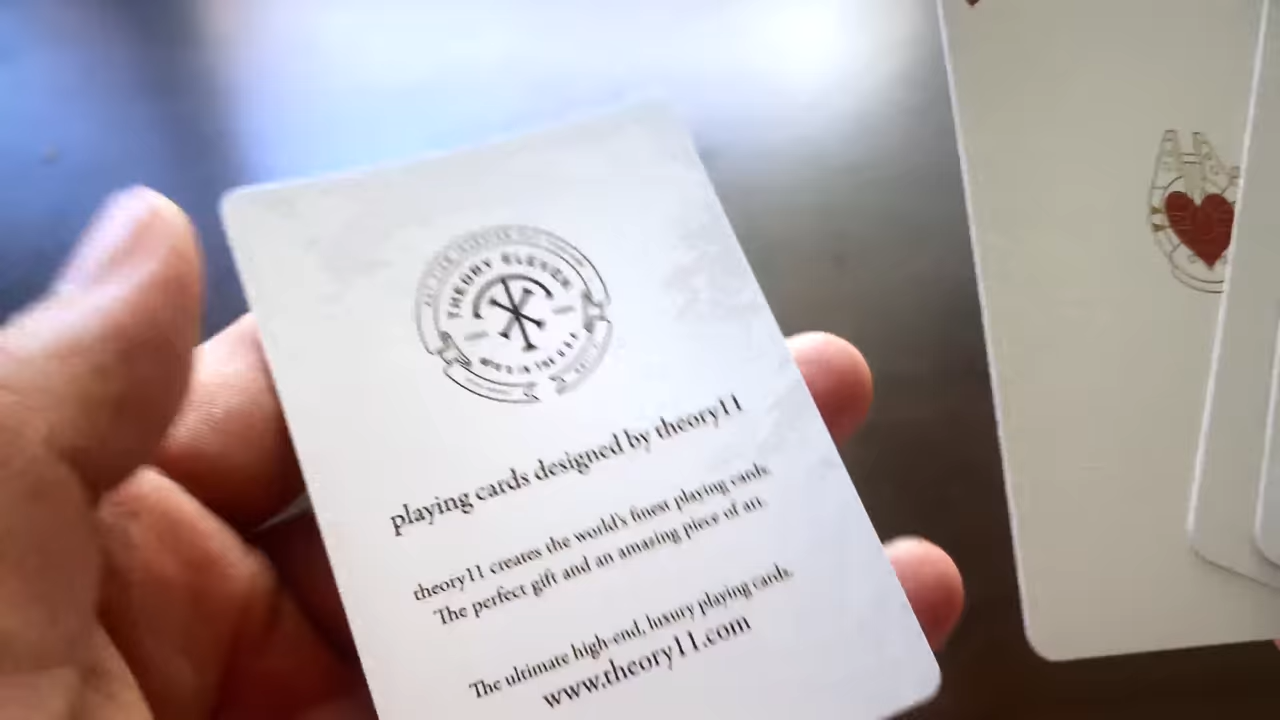 THEORY ELEVEN
MADE IN THE U.S.A.
playing cards designed by theory11
theory11 creates the world's finest playing cards.
The perfect gift and an amazing piece of art.
The ultimate high-end, luxury playing cards.
www.theory11.com